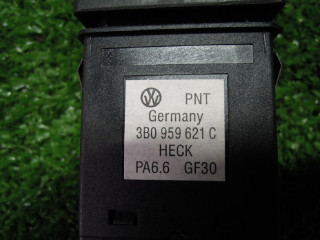 PNT
Germany
3B0 959 621 C
HECK
PA6.6 GF30